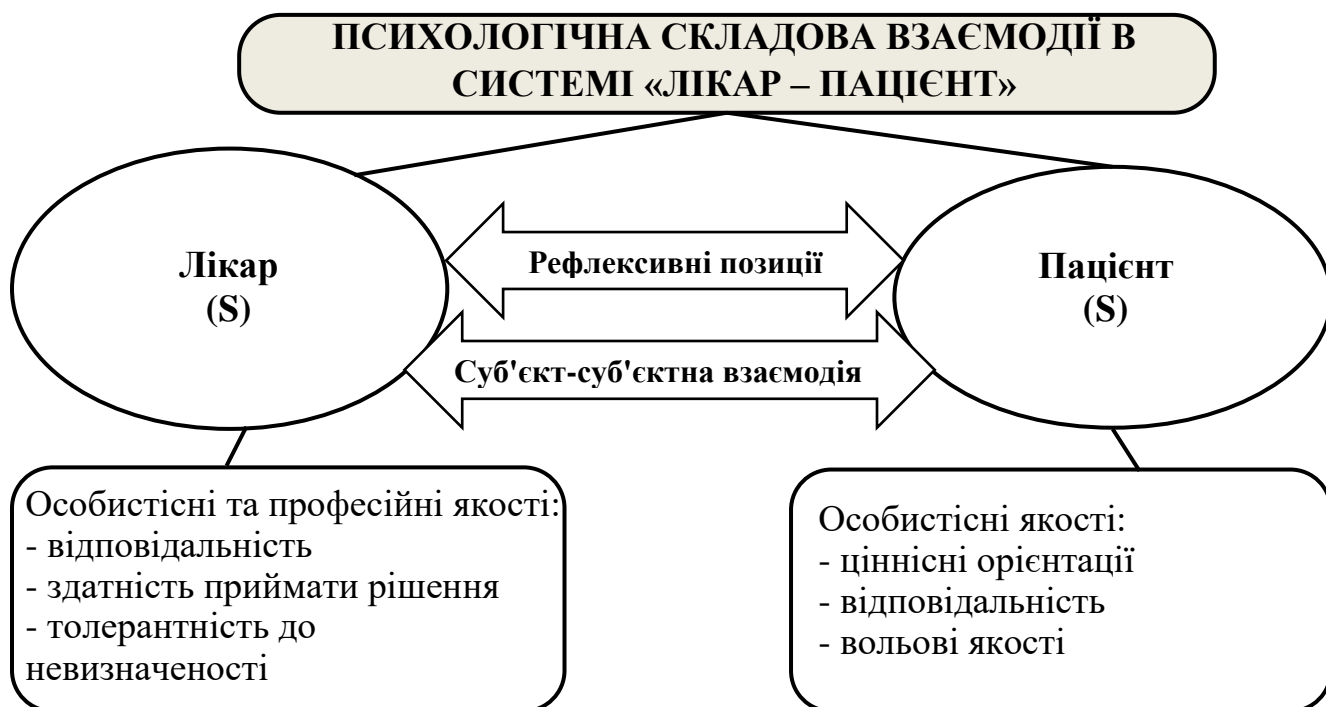 ПСИХОЛОГІЧНА СКЛАДОВА ВЗАЄМОДІЇ В
СИСТЕМІ «ЛІКАР – ПАЦІЄНТ»
Лікар
(S)
Рефлексивні позиції
Пацієнт
(S)
Суб'єкт-суб'єктна взаємодія
Особистісні та професійні якості:
- відповідальність
- здатність приймати рішення
- толерантність до
невизначеності
Особистісні якості:
- ціннісні орієнтації
- відповідальність
- вольові якості